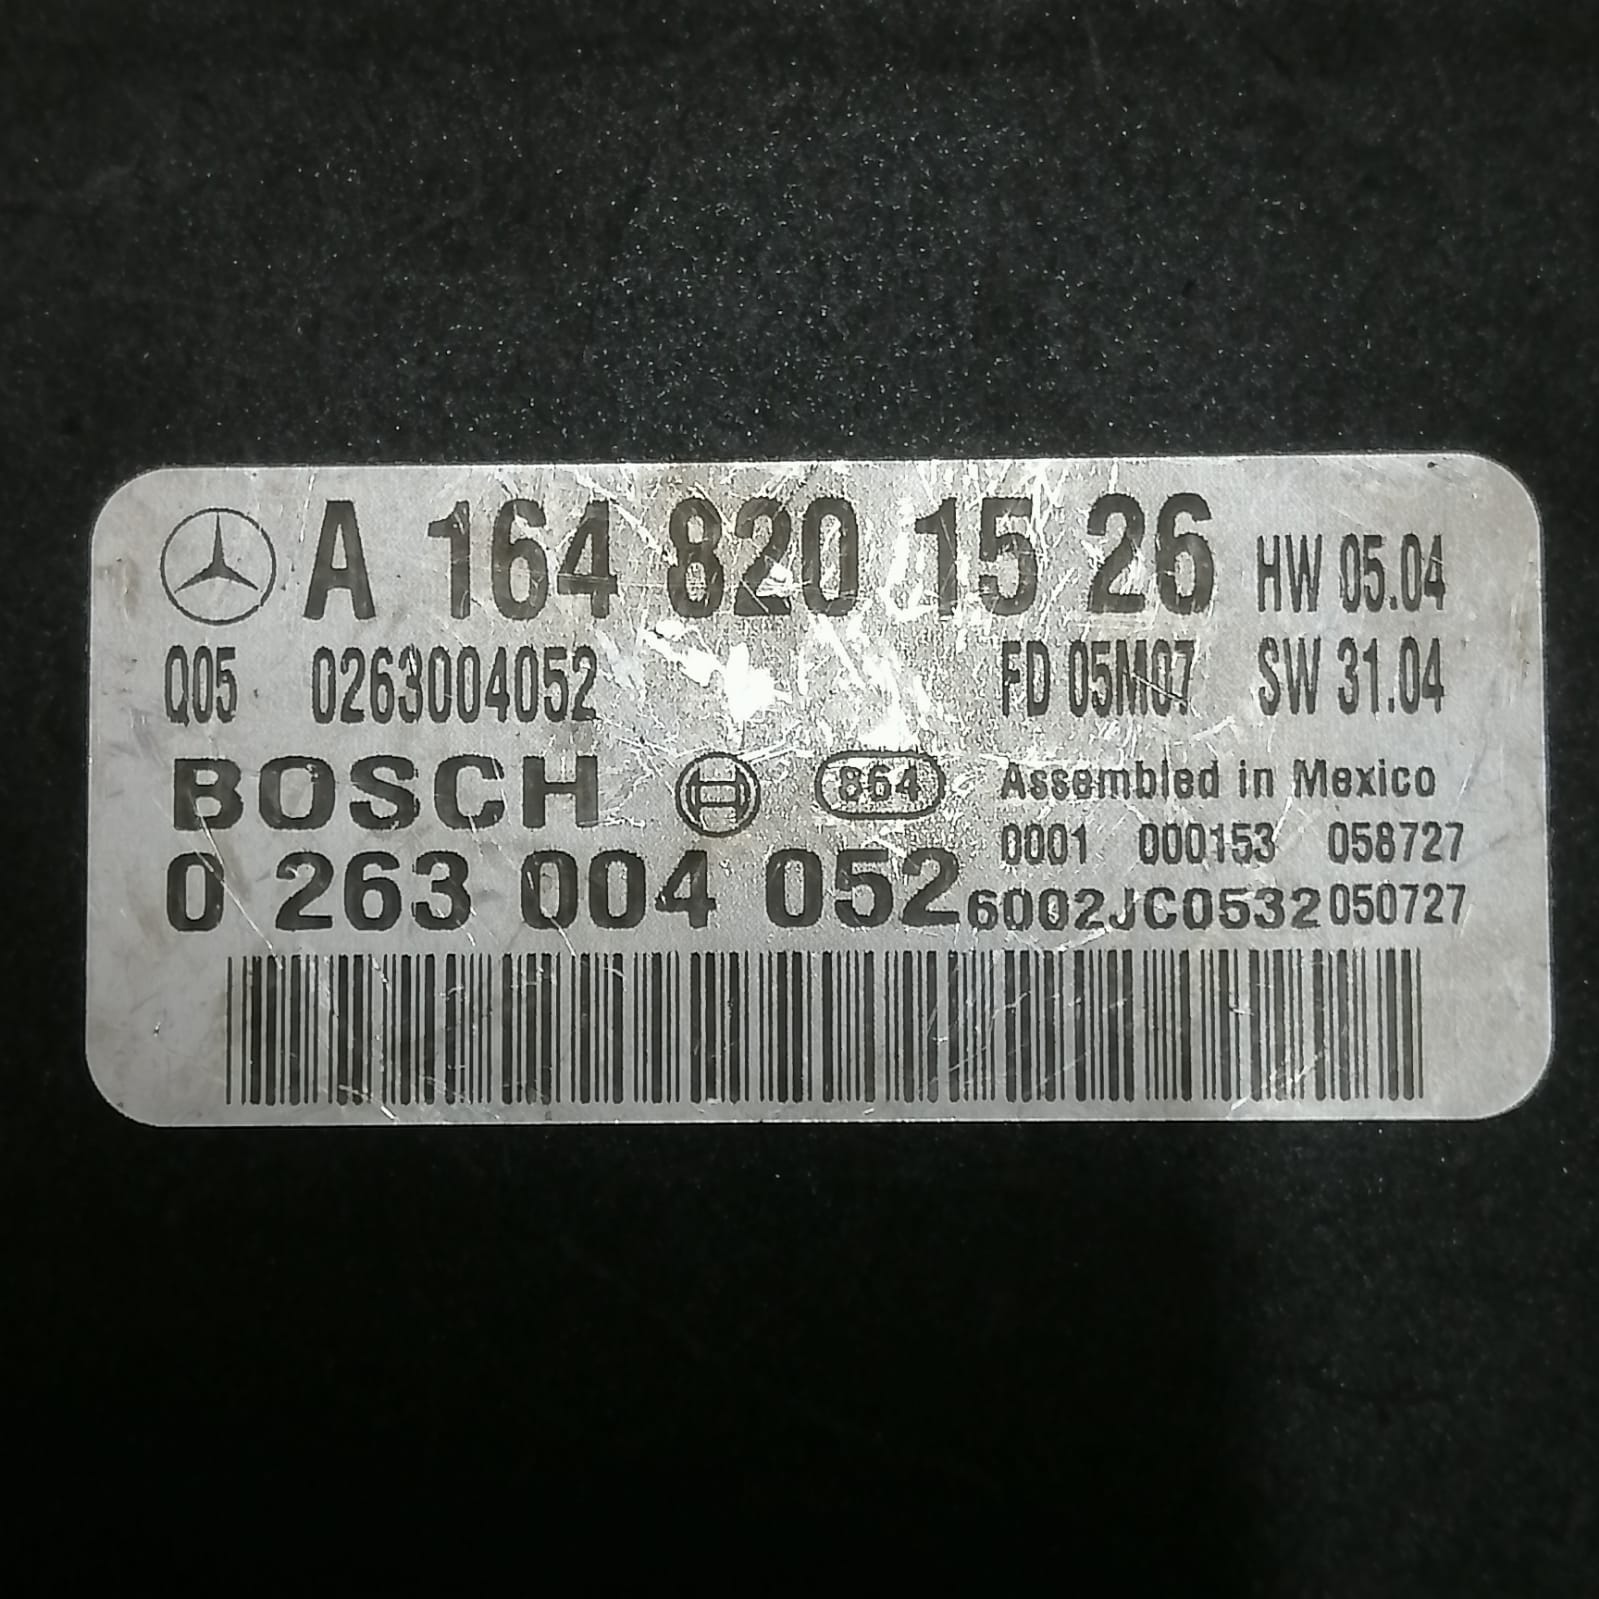 A 164 820 15 26 HW 05.04
Q05 0263004052 FD 05M07 SW 31.04
BOSCH 864 Assembled in Mexico
0001 000153 058727
0 263 004 052 6002JC0532 050727